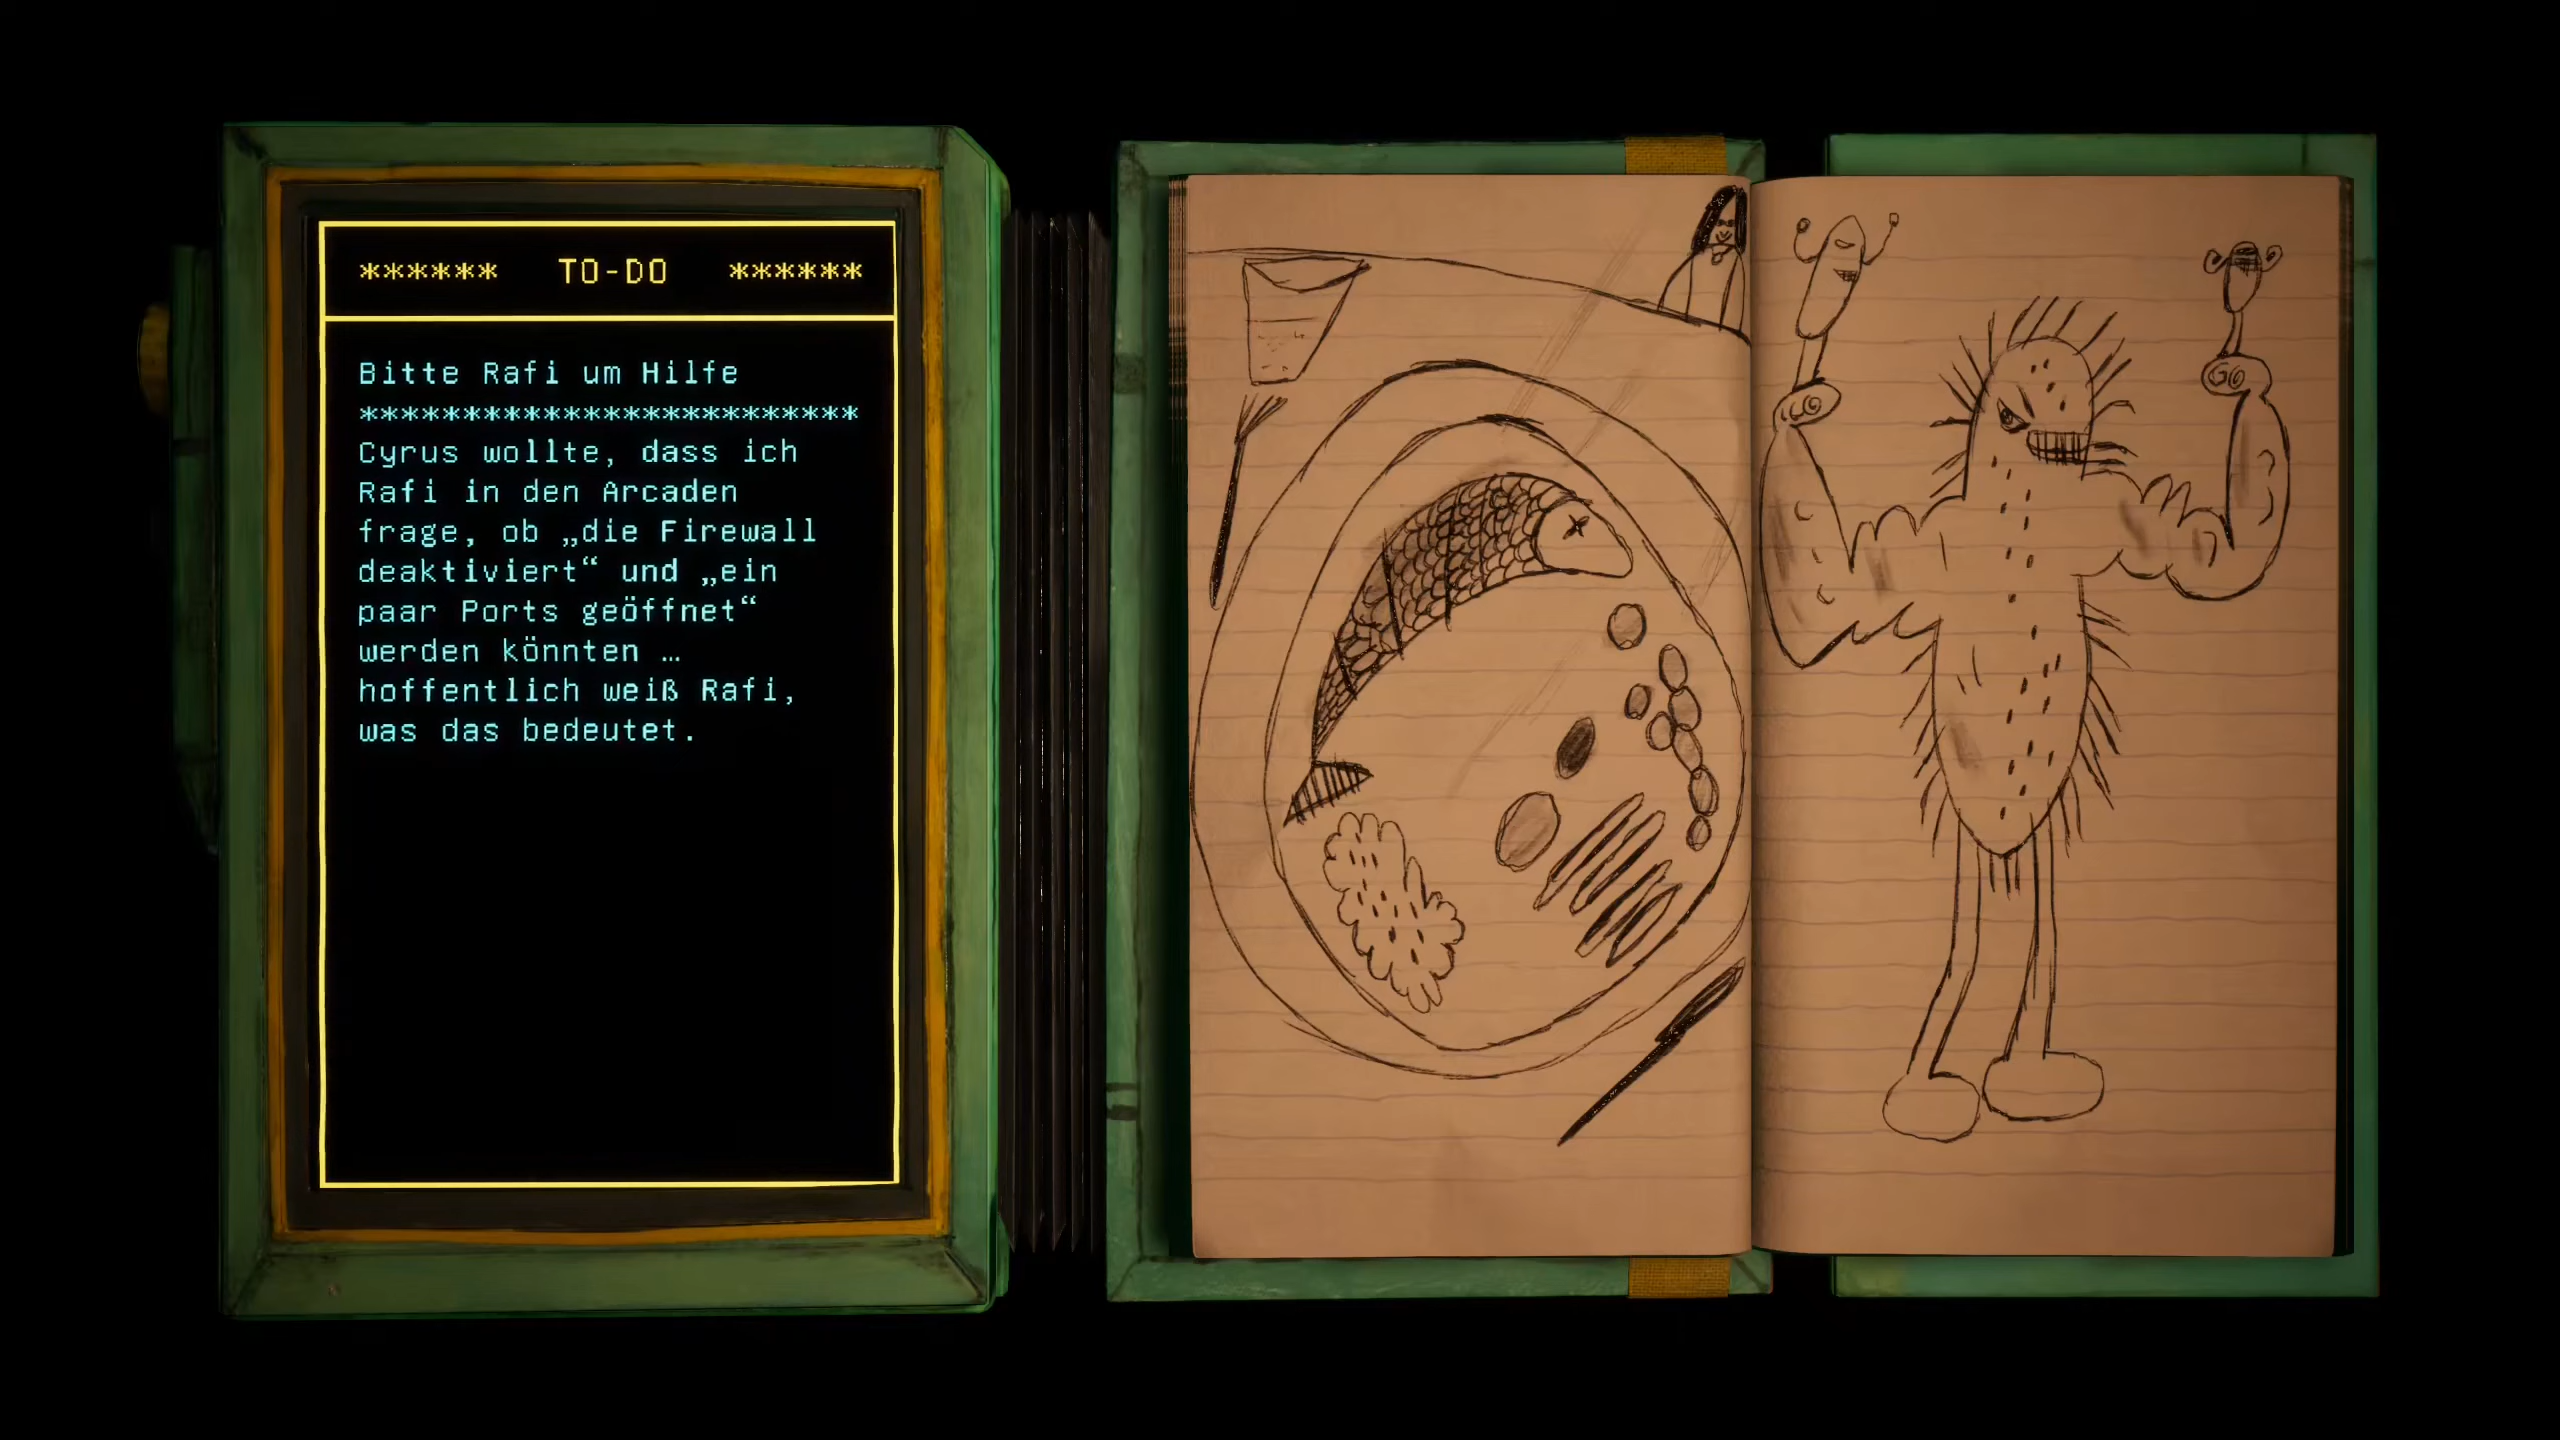 ****** TO-DO ******
Bitte Rafi um Hilfe
*************************
Cyrus wollte, dass ich
Rafi in den Arcaden
frage, ob „die Firewall
deaktiviert“ und „ein
paar Ports geöffnet“
werden könnten …
hoffentlich weiß Rafi,
was das bedeutet.